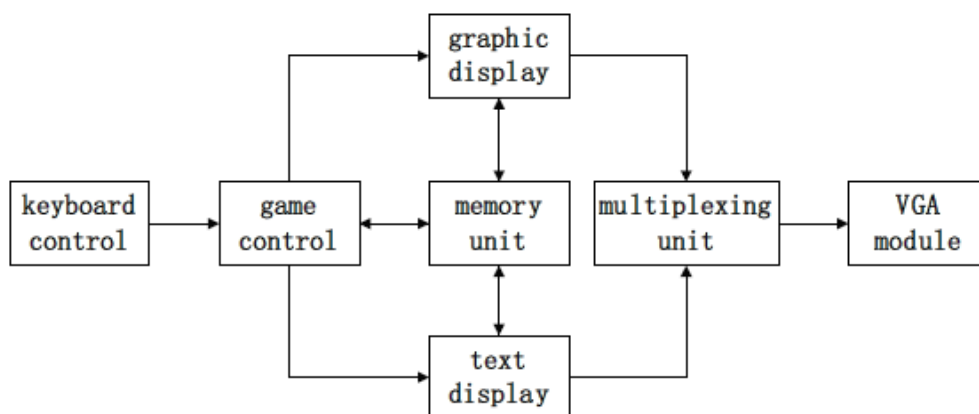 graphic
display
keyboard
control
game
control
memory
unit
multiplexing
unit
VGA
module
text
display